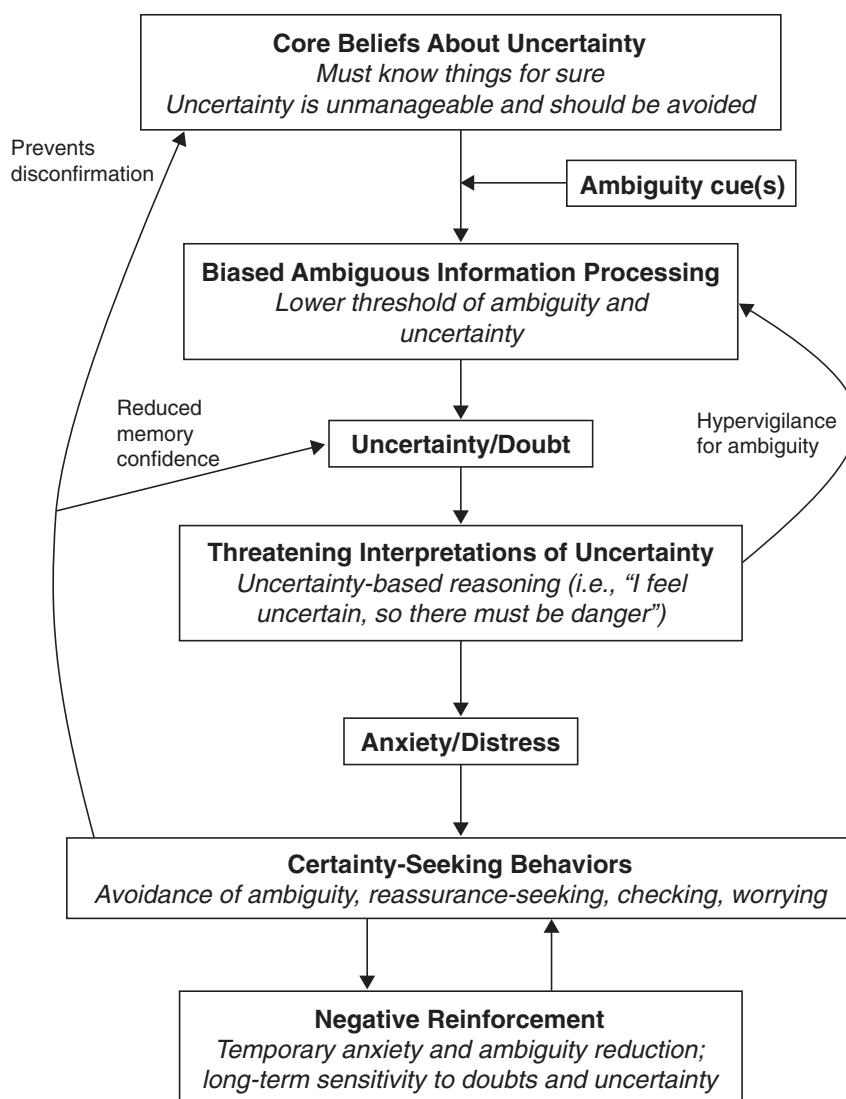 Core Beliefs About Uncertainty
Must know things for sure
Uncertainty is unmanageable and should be avoided
Prevents
disconfirmation
Ambiguity cue(s)
Biased Ambiguous Information Processing
Lower threshold of ambiguity and
uncertainty
Reduced
memory
confidence
Uncertainty/Doubt
Hypervigilance
for ambiguity
Threatening Interpretations of Uncertainty
Uncertainty-based reasoning (i.e., “I feel
uncertain, so there must be danger”)
Anxiety/Distress
Certainty-Seeking Behaviors
Avoidance of ambiguity, reassurance-seeking, checking, worrying
Negative Reinforcement
Temporary anxiety and ambiguity reduction;
long-term sensitivity to doubts and uncertainty